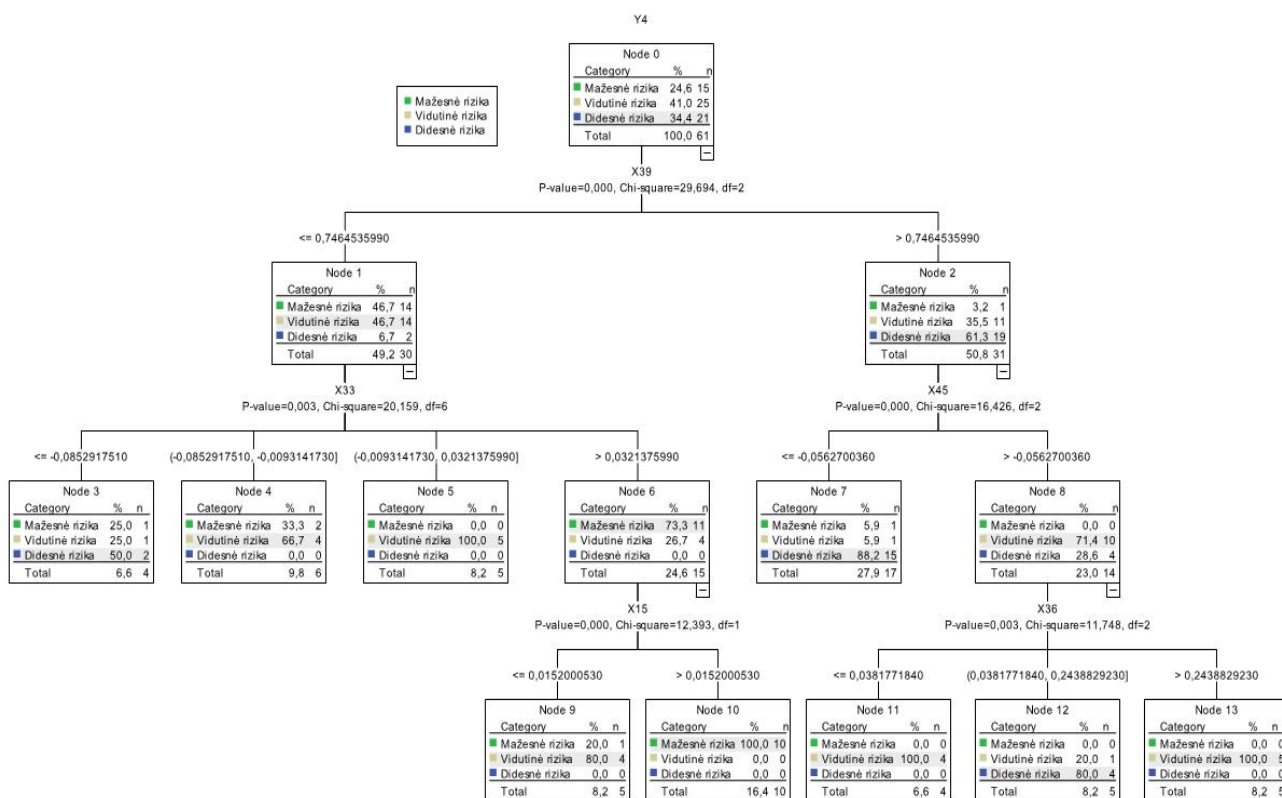 Y4
Node 0
Category % n
Mažesnė rizika 24,6 15
Vidutinė rizika 41,0 25
Didesnė rizika 34,4 21
Total 100,0 61
Mažesnė rizika
Vidutinė rizika
Didesnė rizika
X39
P-value=0,000, Chi-square=29,694, df=2
<= 0,7464535990
> 0,7464535990
Node 1
Category % n
Mažesnė rizika 46,7 14
Vidutinė rizika 46,7 14
Didesnė rizika 6,7 2
Total 49,2 30
Node 2
Category % n
Mažesnė rizika 3,2 1
Vidutinė rizika 35,5 11
Didesnė rizika 61,3 19
Total 50,8 31
X33
P-value=0,003, Chi-square=20,159, df=6
X45
P-value=0,000, Chi-square=16,426, df=2
<= -0,0852917510
(-0,0852917510, -0,0093141730]
(-0,0093141730, 0,0321375990]
> 0,0321375990
<= -0,0562700360
> -0,0562700360
Node 3
Category % n
Mažesnė rizika 25,0 1
Vidutinė rizika 25,0 1
Didesnė rizika 50,0 2
Total 6,6 4
Node 4
Category % n
Mažesnė rizika 33,3 2
Vidutinė rizika 66,7 4
Didesnė rizika 0,0 0
Total 9,8 6
Node 5
Category % n
Mažesnė rizika 0,0 0
Vidutinė rizika 100,0 5
Didesnė rizika 0,0 0
Total 8,2 5
Node 6
Category % n
Mažesnė rizika 73,3 11
Vidutinė rizika 26,7 4
Didesnė rizika 0,0 0
Total 24,6 15
Node 7
Category % n
Mažesnė rizika 5,9 1
Vidutinė rizika 5,9 1
Didesnė rizika 88,2 15
Total 27,9 17
Node 8
Category % n
Mažesnė rizika 0,0 0
Vidutinė rizika 71,4 10
Didesnė rizika 28,6 4
Total 23,0 14
X15
P-value=0,000, Chi-square=12,393, df=1
X36
P-value=0,003, Chi-square=11,748, df=2
<= 0,0152000530
> 0,0152000530
<= 0,0381771840
(0,0381771840, 0,2438829230]
> 0,2438829230
Node 9
Category % n
Mažesnė rizika 20,0 1
Vidutinė rizika 80,0 4
Didesnė rizika 0,0 0
Total 8,2 5
Node 10
Category % n
Mažesnė rizika 100,0 10
Vidutinė rizika 0,0 0
Didesnė rizika 0,0 0
Total 16,4 10
Node 11
Category % n
Mažesnė rizika 0,0 0
Vidutinė rizika 100,0 4
Didesnė rizika 0,0 0
Total 6,6 4
Node 12
Category % n
Mažesnė rizika 0,0 0
Vidutinė rizika 20,0 1
Didesnė rizika 80,0 4
Total 8,2 5
Node 13
Category % n
Mažesnė rizika 0,0 0
Vidutinė rizika 100,0 5
Didesnė rizika 0,0 0
Total 8,2 5